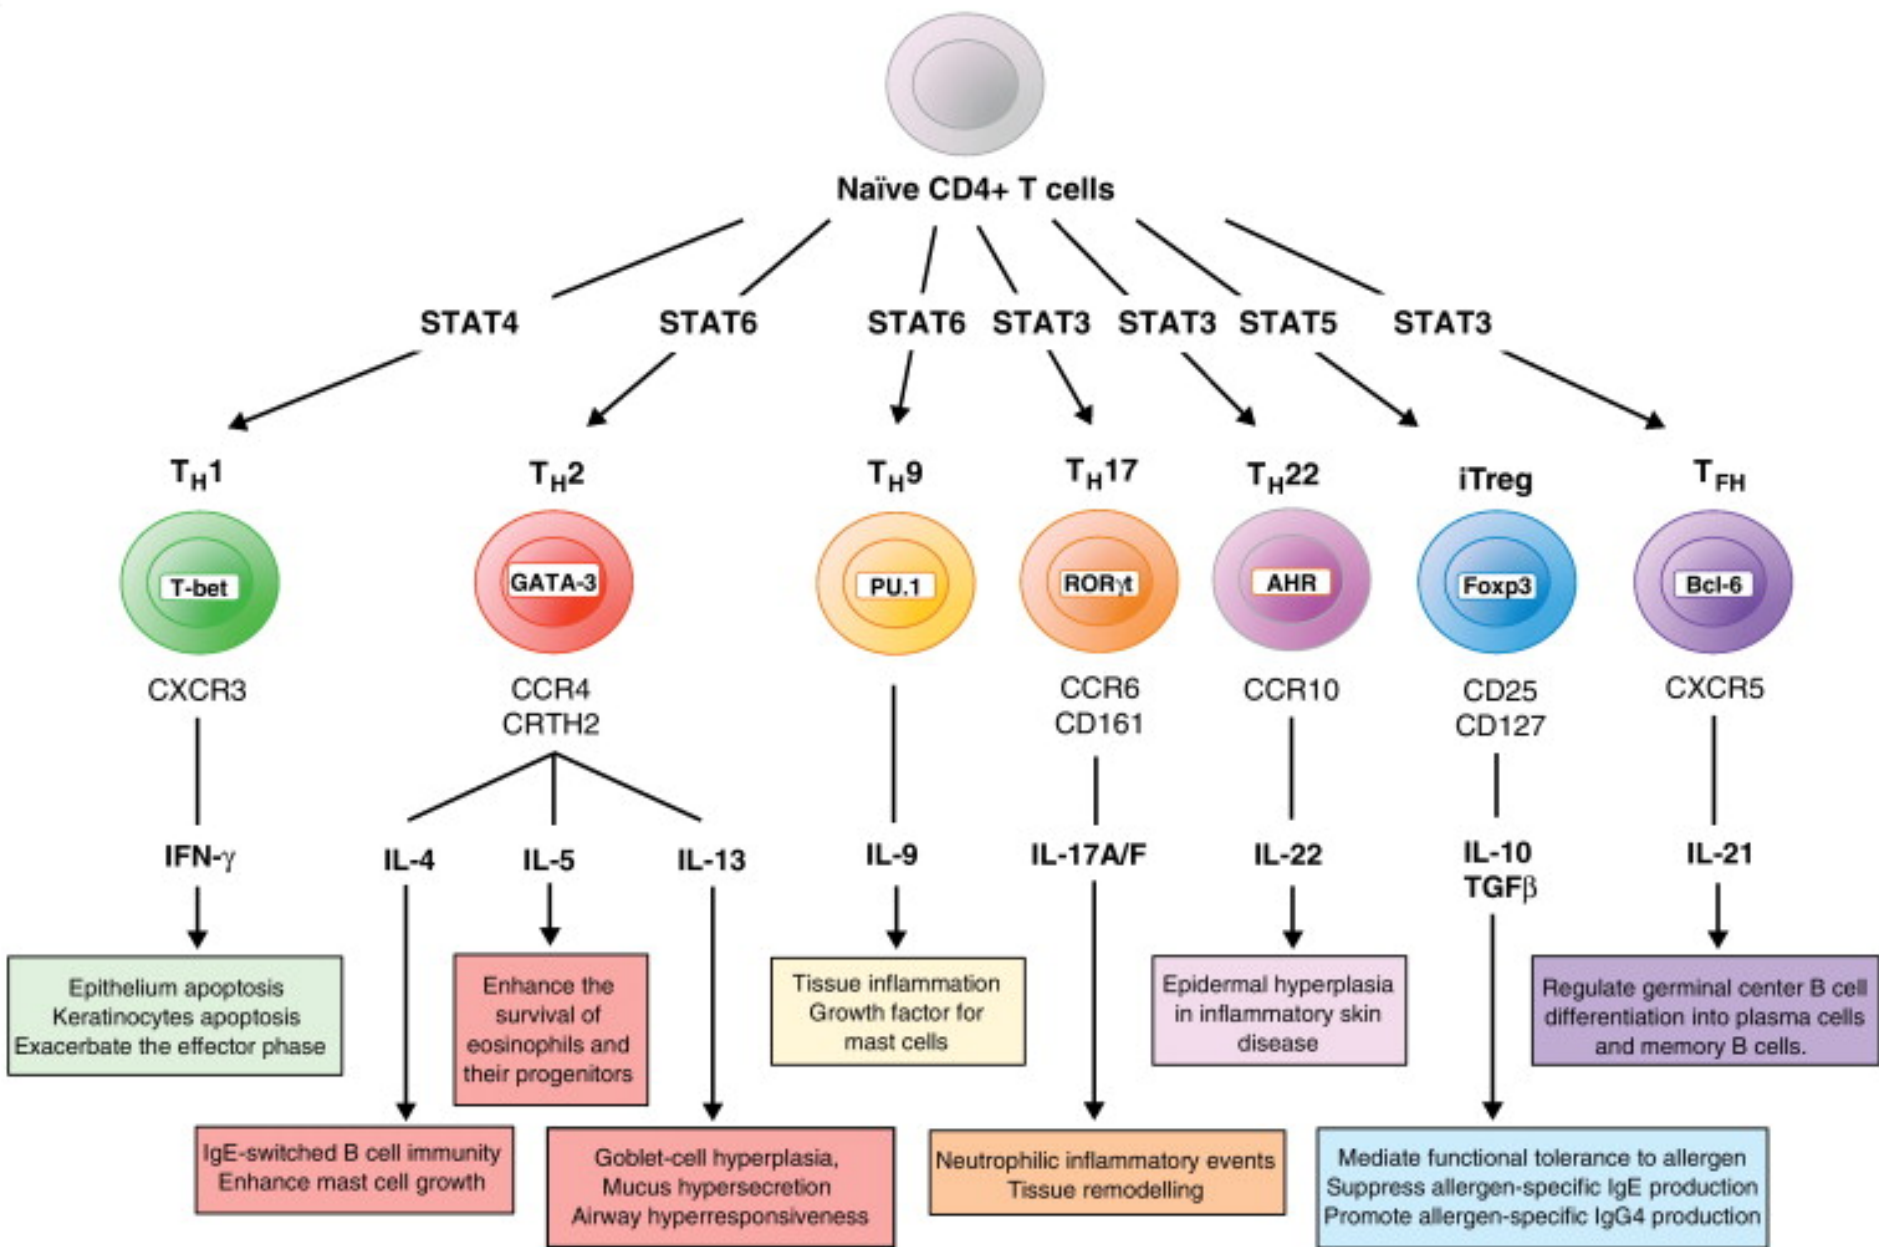 Naïve CD4+ T cells
STAT4
STAT6
STAT6
STAT3
STAT3
STAT5
STAT3
TH1
TH2
TH9
TH17
TH22
iTreg
TFH
T-bet
GATA-3
PU.1
RORγt
AHR
Foxp3
Bcl-6
CXCR3
CCR4
CRTH2
CCR6
CD161
CCR10
CD25
CD127
CXCR5
IFN-γ
IL-4
IL-5
IL-13
IL-9
IL-17A/F
IL-22
IL-10
TGFβ
IL-21
Epithelium apoptosis
Keratinocytes apoptosis
Exacerbate the effector phase
Enhance the
survival of
eosinophils and
their progenitors
Tissue inflammation
Growth factor for
mast cells
Epidermal hyperplasia
in inflammatory skin
disease
Regulate germinal center B cell
differentiation into plasma cells
and memory B cells.
IgE-switched B cell immunity
Enhance mast cell growth
Goblet-cell hyperplasia,
Mucus hypersecretion
Airway hyperresponsiveness
Neutrophilic inflammatory events
Tissue remodelling
Mediate functional tolerance to allergen
Suppress allergen-specific IgE production
Promote allergen-specific IgG4 production